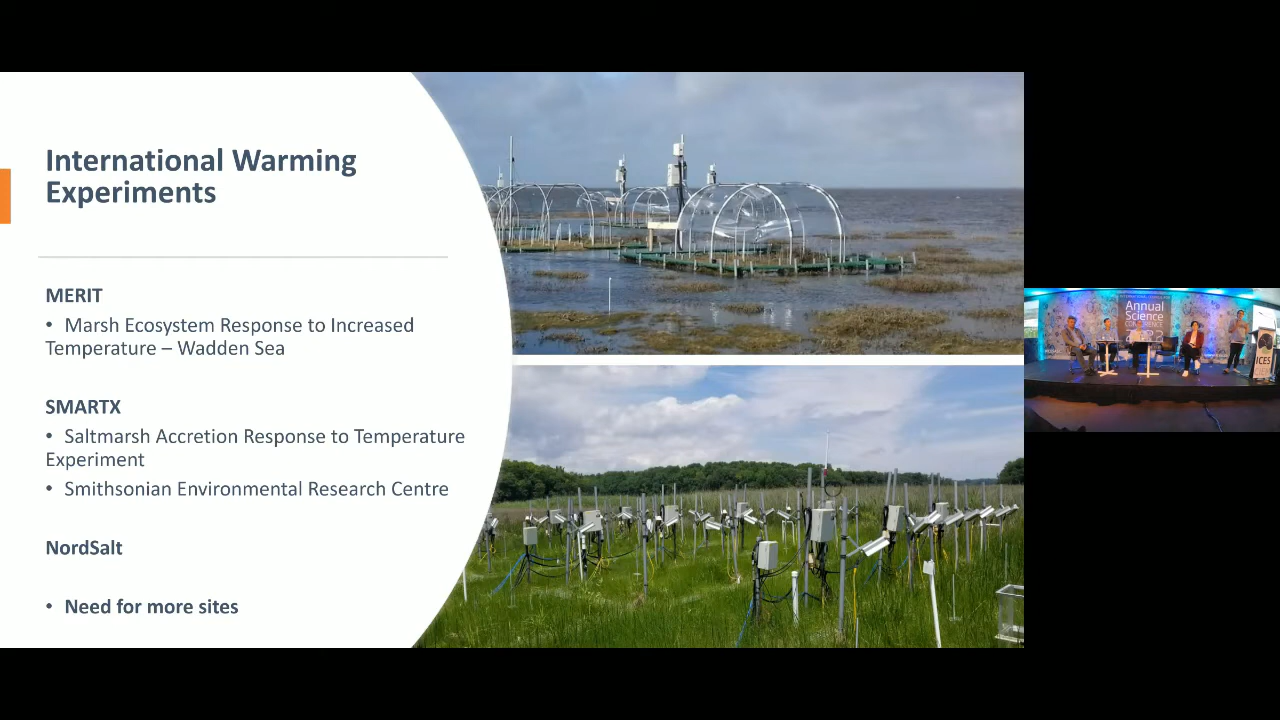 International Warming
Experiments
MERIT
• Marsh Ecosystem Response to Increased
Temperature – Wadden Sea
SMARTX
• Saltmarsh Accretion Response to Temperature
Experiment
• Smithsonian Environmental Research Centre
NordSalt
• Need for more sites
Annual
Science
CONFERENCE
ICES